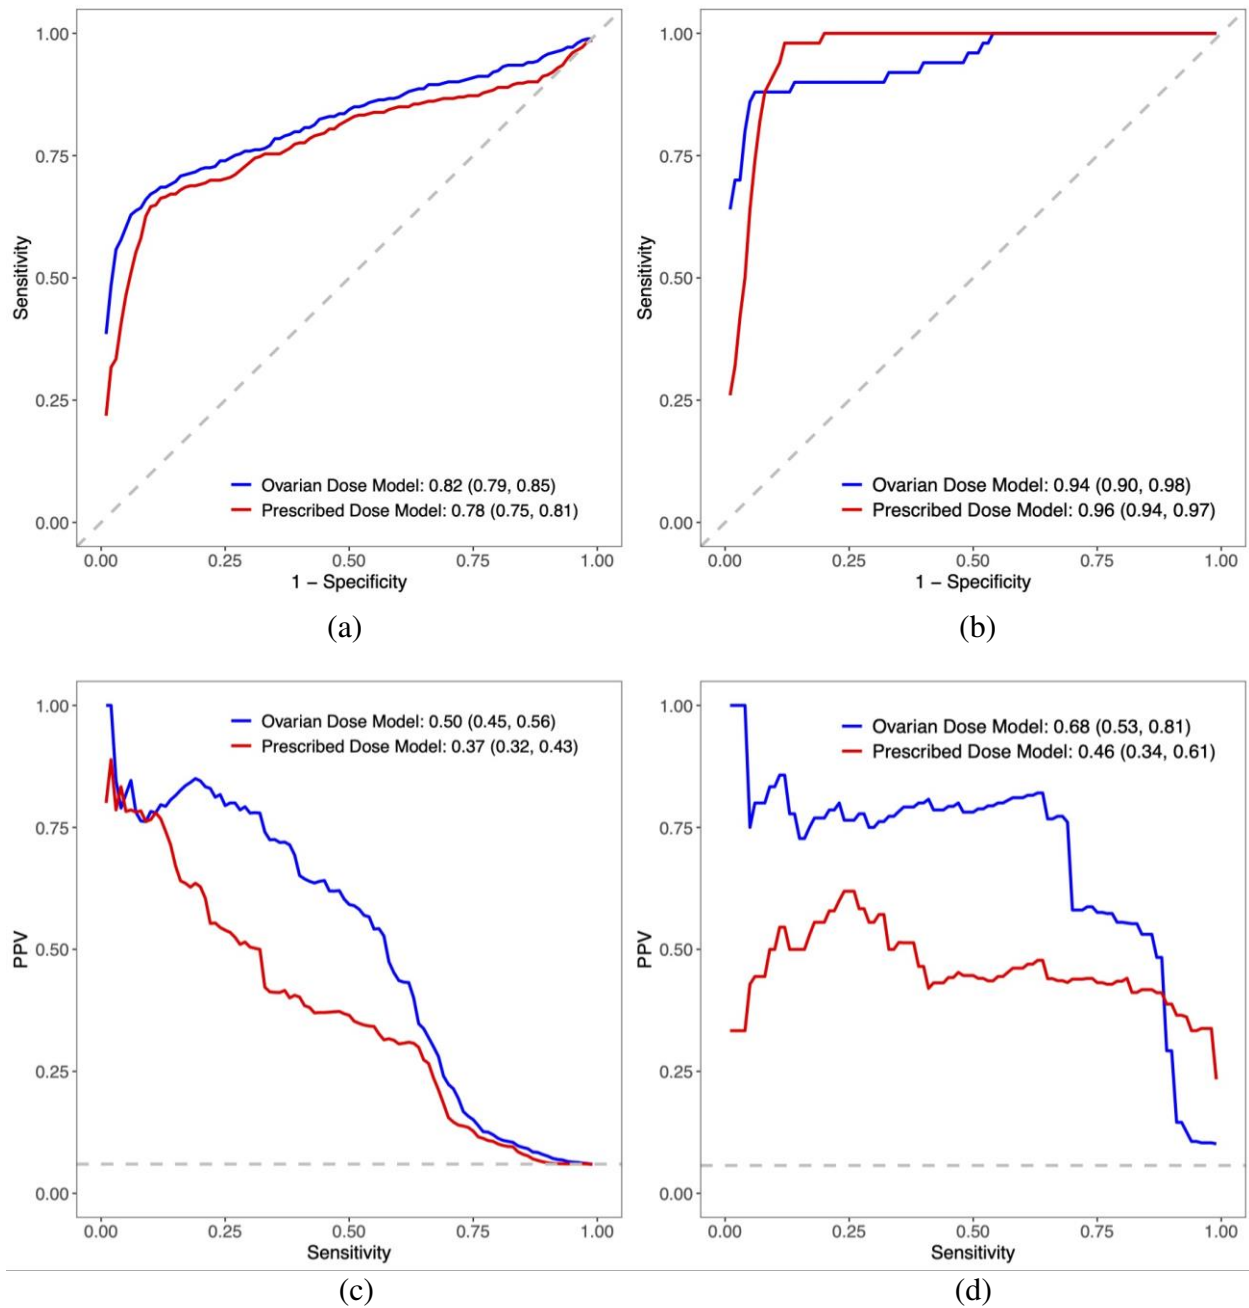 1.00
0.75
0.50
0.25
0.00
Sensitivity
Ovarian Dose Model: 0.82 (0.79, 0.85)
Prescribed Dose Model: 0.78 (0.75, 0.81)
0.00 0.25 0.50 0.75 1.00
1 − Specificity
(a)
1.00
0.75
0.50
0.25
0.00
Sensitivity
Ovarian Dose Model: 0.94 (0.90, 0.98)
Prescribed Dose Model: 0.96 (0.94, 0.97)
0.00 0.25 0.50 0.75 1.00
1 − Specificity
(b)
1.00
0.75
0.50
0.25
0.00
PPV
Ovarian Dose Model: 0.50 (0.45, 0.56)
Prescribed Dose Model: 0.37 (0.32, 0.43)
0.00 0.25 0.50 0.75 1.00
Sensitivity
(c)
1.00
0.75
0.50
0.25
0.00
PPV
Ovarian Dose Model: 0.68 (0.53, 0.81)
Prescribed Dose Model: 0.46 (0.34, 0.61)
0.00 0.25 0.50 0.75 1.00
Sensitivity
(d)